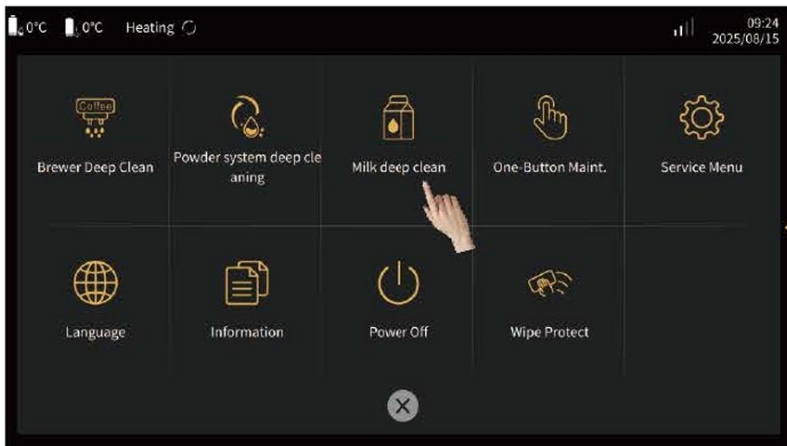 0°C 0°C Heating
09:24
2025/08/15
Coffee
Brewer Deep Clean
Powder system deep cle
aning
Milk deep clean
One-Button Maint.
Service Menu
Language
Information
Power Off
Wipe Protect